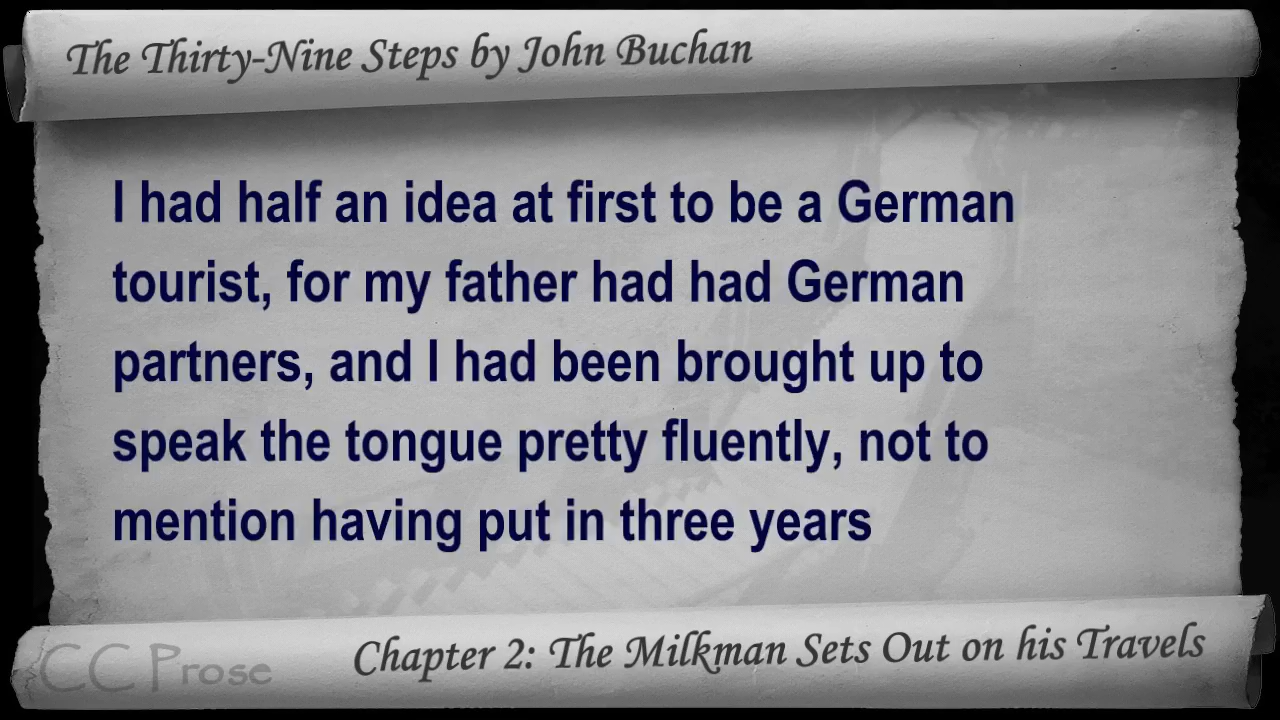 The Thirty-Nine Steps by John Buchan
I had half an idea at first to be a German
tourist, for my father had had German
partners, and I had been brought up to
speak the tongue pretty fluently, not to
mention having put in three years
Chapter 2: The Milkman Sets Out on his Travels
CC Prose